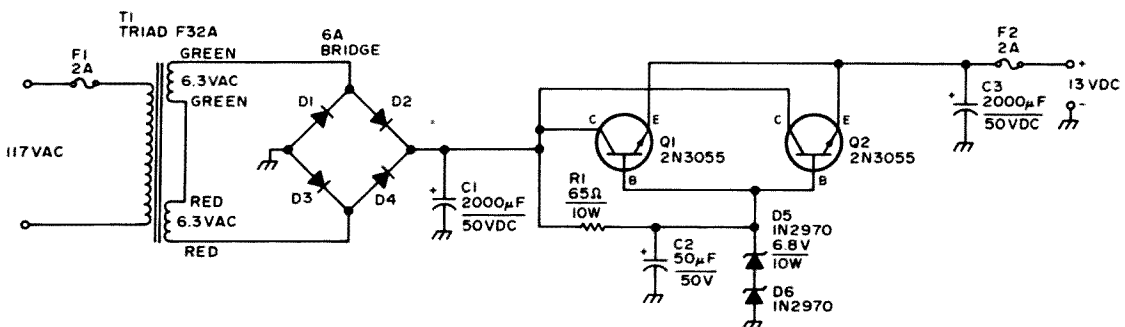 T1
TRIAD F32A
F1
2A
GREEN
6.3VAC
GREEN
117VAC
RED
6.3VAC
RED
6A
BRIDGE
D1
D2
D3
D4
+
C1
2000µF
50VDC
C
E
Q1
2N3055
B
C
E
Q2
2N3055
B
R1
65Ω
10W
+
C2
50µF
50V
D5
1N2970
6.8V
10W
D6
1N2970
+
C3
2000µF
50VDC
F2
2A
+
13VDC
-